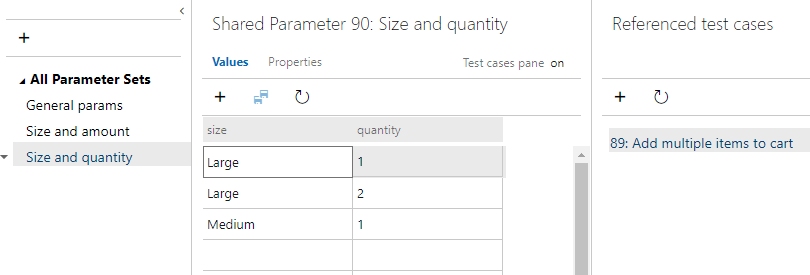 All Parameter Sets
General params
Size and amount
Size and quantity
Shared Parameter 90: Size and quantity
Values Properties Test cases pane on
size quantity
Large 1
Large 2
Medium 1
Referenced test cases
89: Add multiple items to cart